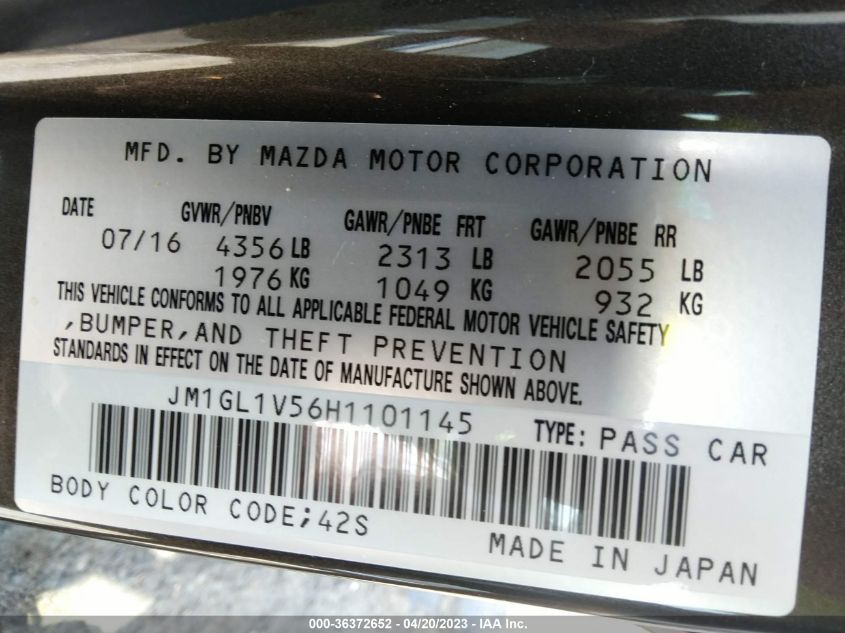 MFD. BY MAZDA MOTOR CORPORATION
DATE GVWR/PNBV GAWR/PNBE FRT GAWR/PNBE RR
07/16 4356 LB 2313 LB 2055 LB
1976 KG 1049 KG 932 KG
THIS VEHICLE CONFORMS TO ALL APPLICABLE FEDERAL MOTOR VEHICLE SAFETY
,BUMPER,AND THEFT PREVENTION
STANDARDS IN EFFECT ON THE DATE OF MANUFACTURE SHOWN ABOVE.
JM1GL1V56H1101145 TYPE: PASS CAR
BODY COLOR CODE;42S
MADE IN JAPAN
000-36372652 - 04/20/2023 - IAA Inc.